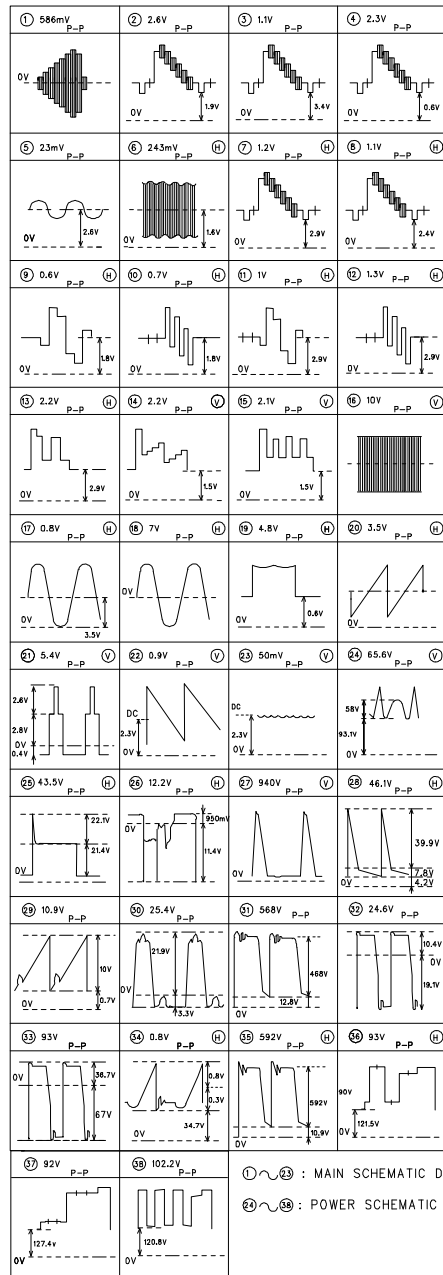 ① 586mV P-P
0V
② 2.6V P-P
1.9V
0V
③ 1.1V P-P
3.4V
0V
④ 2.3V P-P
0.6V
0V
⑤ 23mV P-P
2.6V
0V
⑥ 243mV P-P Ⓗ
1.6V
0V
⑦ 1.2V P-P Ⓗ
2.9V
0V
⑧ 1.1V P-P Ⓗ
2.4V
0V
⑨ 0.6V P-P Ⓗ
1.8V
0V
⑩ 0.7V P-P Ⓗ
1.8V
0V
⑪ 1V P-P Ⓗ
2.9V
0V
⑫ 1.3V P-P Ⓗ
2.9V
0V
⑬ 2.2V P-P Ⓗ
2.9V
0V
⑭ 2.2V P-P Ⓥ
1.5V
0V
⑮ 2.1V P-P Ⓥ
1.5V
0V
⑯ 10V P-P
⑰ 0.8V P-P Ⓗ
0V
3.5V
⑱ 7V P-P Ⓗ
0V
⑲ 4.8V P-P Ⓗ
0.6V
0V
⑳ 3.5V P-P Ⓗ
0V
㉑ 5.4V P-P Ⓥ
2.6V
2.8V
0V
0.4V
㉒ 0.9V P-P Ⓥ
DC
2.3V
0V
㉓ 50mV P-P Ⓥ
DC
2.3V
0V
㉔ 65.6V P-P Ⓥ
58V
93.1V
0V
㉕ 43.5V P-P Ⓗ
22.1V
21.4V
0V
㉖ 12.2V P-P Ⓗ
950mV
0V
11.4V
㉗ 940V P-P Ⓥ
0V
㉘ 46.1V P-P Ⓗ
39.9V
7.8V
0V
4.2V
㉙ 10.9V P-P
10V
0.7V
0V
㉚ 25.4V P-P
21.9V
0V
3.3V
㉛ 568V P-P
468V
0V
12.8V
㉜ 24.6V P-P
10.4V
0V
19.1V
㉝ 93V P-P
36.7V
0V
67V
㉞ 0.8V P-P Ⓗ
0.8V
0.3V
34.7V
0V
㉟ 592V P-P Ⓗ
592V
10.9V
0V
㊱ 93V P-P Ⓗ
90V
121.5V
0V
㊲ 92V P-P
127.4v
0V
㊳ 102.2V P-P
120.8V
0V
①～㉓ : MAIN SCHEMATIC D
㉔～㊳ : POWER SCHEMATIC